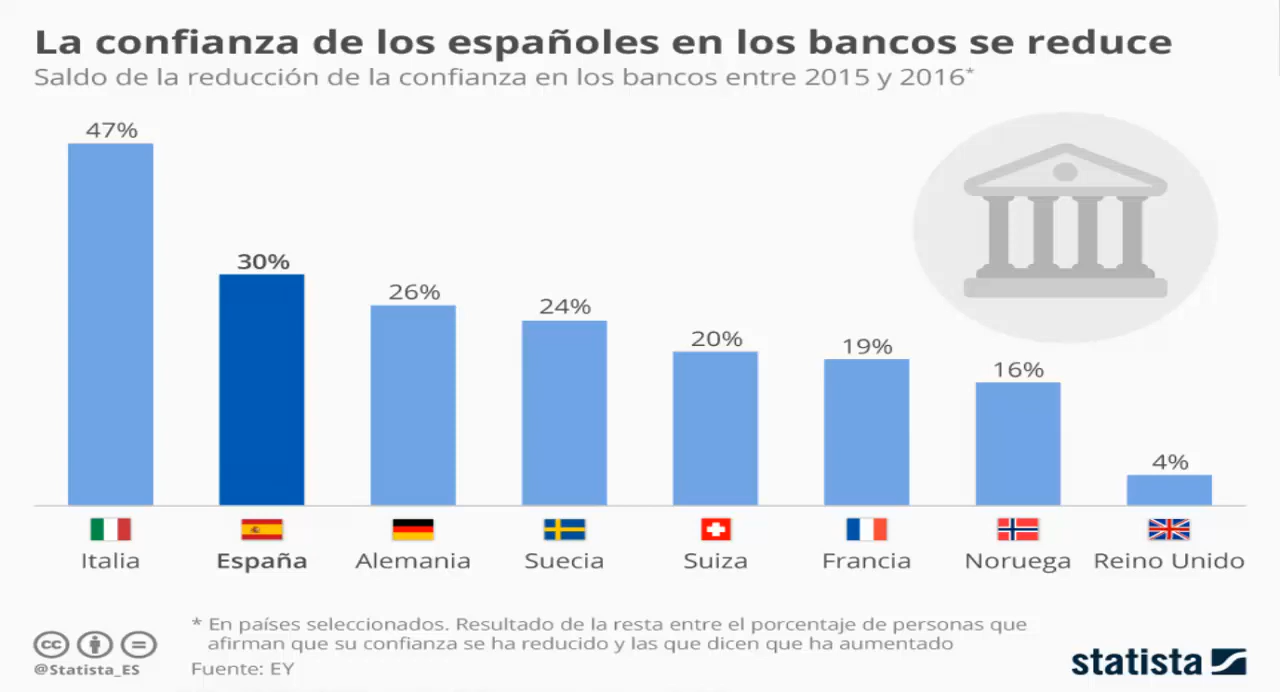 La confianza de los españoles en los bancos se reduce
Saldo de la reducción de la confianza en los bancos entre 2015 y 2016*
47%
30%
26%
24%
20%
19%
16%
4%
Italia
España
Alemania
Suecia
Suiza
Francia
Noruega
Reino Unido
* En países seleccionados. Resultado de la resta entre el porcentaje de personas que
afirman que su confianza se ha reducido y las que dicen que ha aumentado
Fuente: EY
cc
@Statista_ES
statista